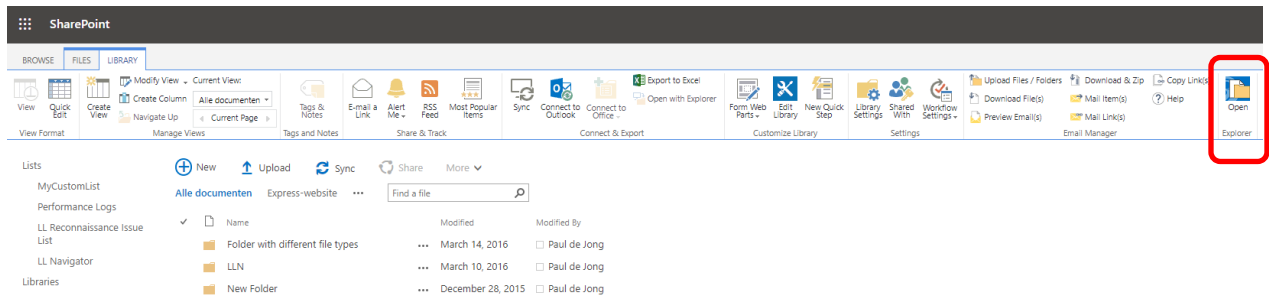 SharePoint
BROWSE FILES LIBRARY
View
Quick Edit
View Format
Create View
Modify View
Create Column
Navigate Up
Current View:
Alle documenten
Current Page
Manage Views
Tags & Notes
Tags and Notes
E-mail a Link
Alert Me
RSS Feed
Most Popular Items
Share & Track
Sync
Connect to Outlook
Connect to Office
Export to Excel
Open with Explorer
Connect & Export
Form Web Parts
Edit Library
New Quick Step
Customize Library
Library Settings
Shared With
Workflow Settings
Settings
Upload Files / Folders
Download File(s)
Preview Email(s)
Download & Zip
Mail Item(s)
Mail Link(s)
Copy Link(s
Help
Email Manager
Open
Explorer
Lists
MyCustomList
Performance Logs
LL Reconnaissance Issue
List
LL Navigator
Libraries
New Upload Sync Share More
Alle documenten Express-website ··· Find a file
Name Modified Modified By
Folder with different file types ··· March 14, 2016 Paul de Jong
LLN ··· March 10, 2016 Paul de Jong
New Folder ··· December 28, 2015 Paul de Jong